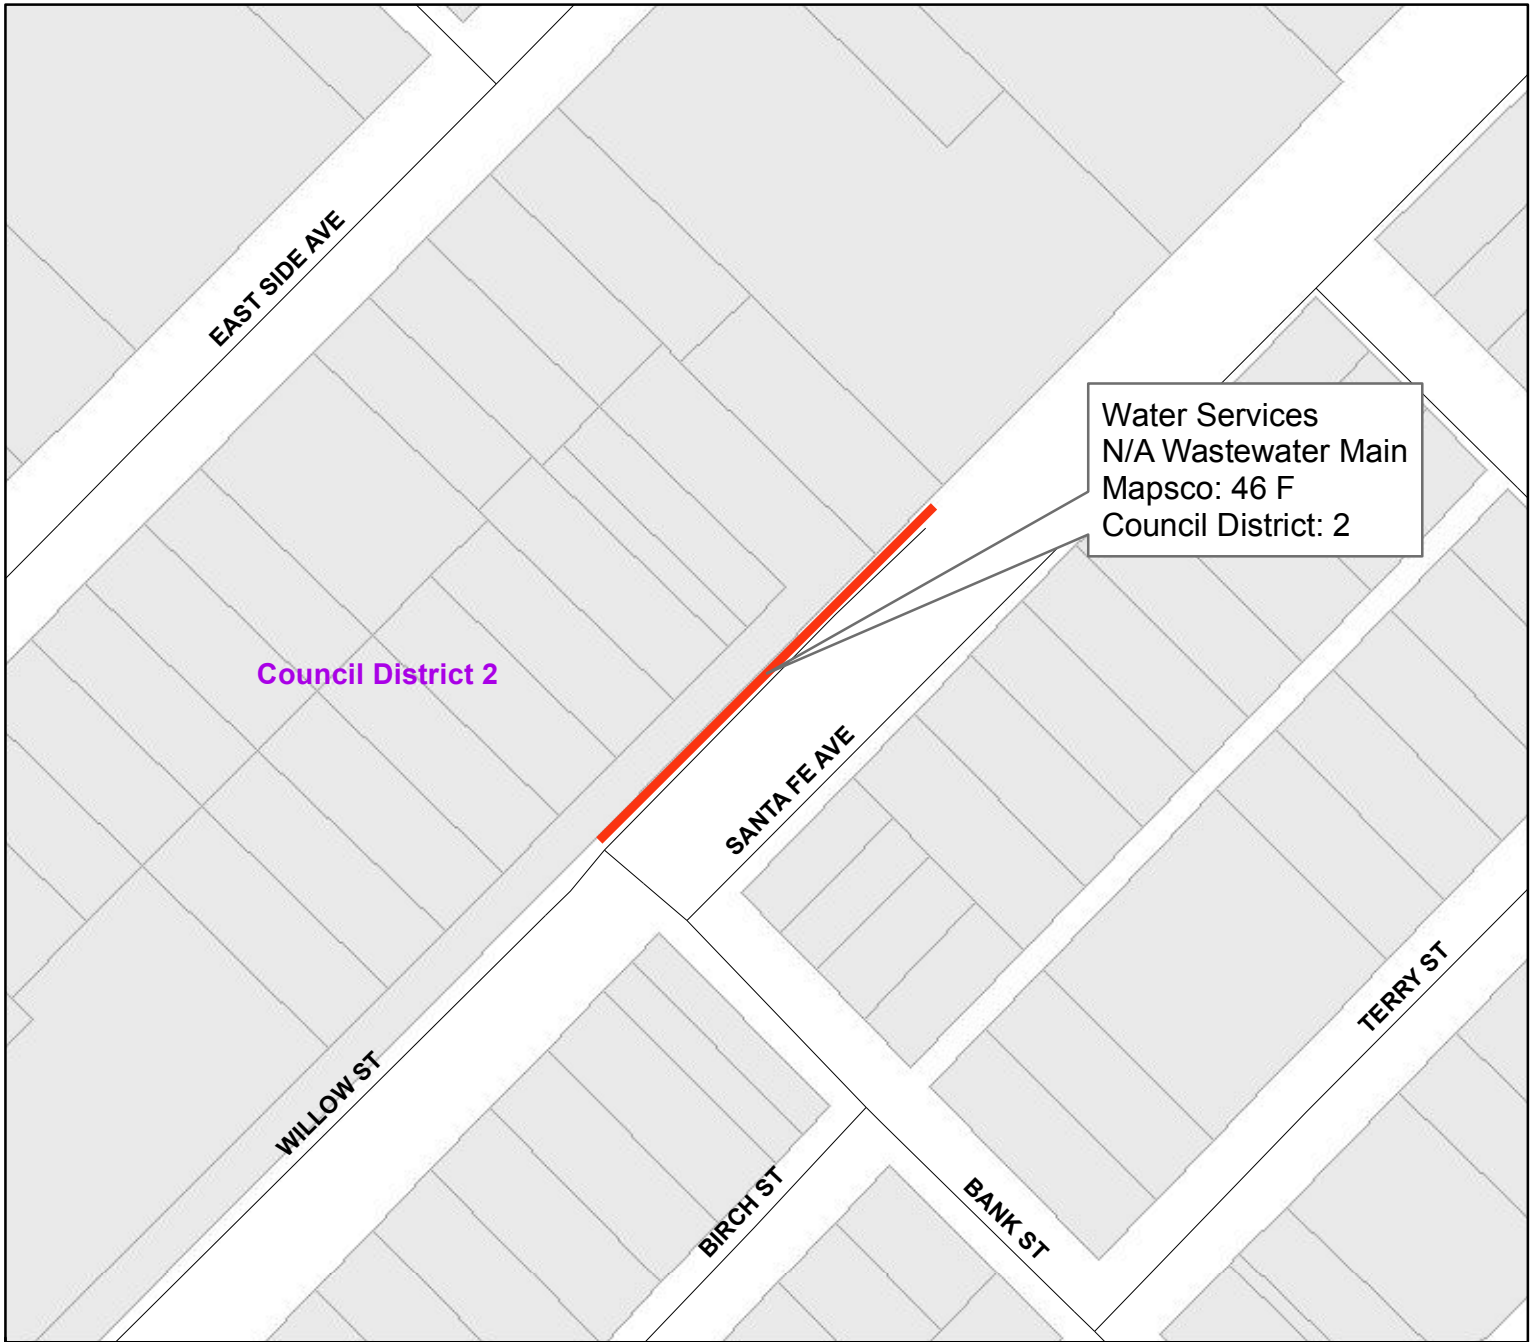 EAST SIDE AVE
Water Services
N/A Wastewater Main
Mapsco: 46 F
Council District: 2
Council District 2
SANTA FE AVE
TERRY ST
WILLOW ST
BIRCH ST
BANK ST